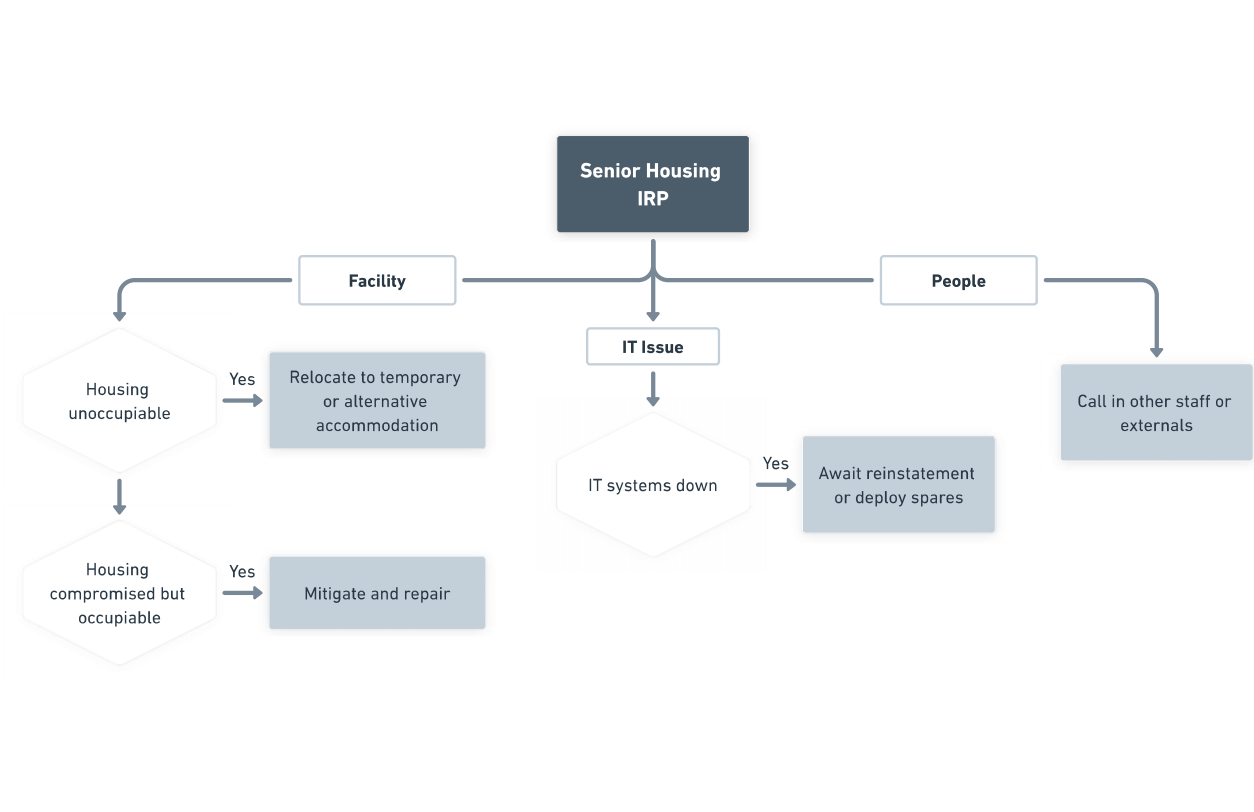 Senior Housing
IRP
Facility
People
IT Issue
Housing
unoccupiable
Yes
Relocate to temporary
or alternative
accommodation
Call in other staff or
externals
IT systems down
Yes
Await reinstatement
or deploy spares
Housing
compromised but
occupiable
Yes
Mitigate and repair